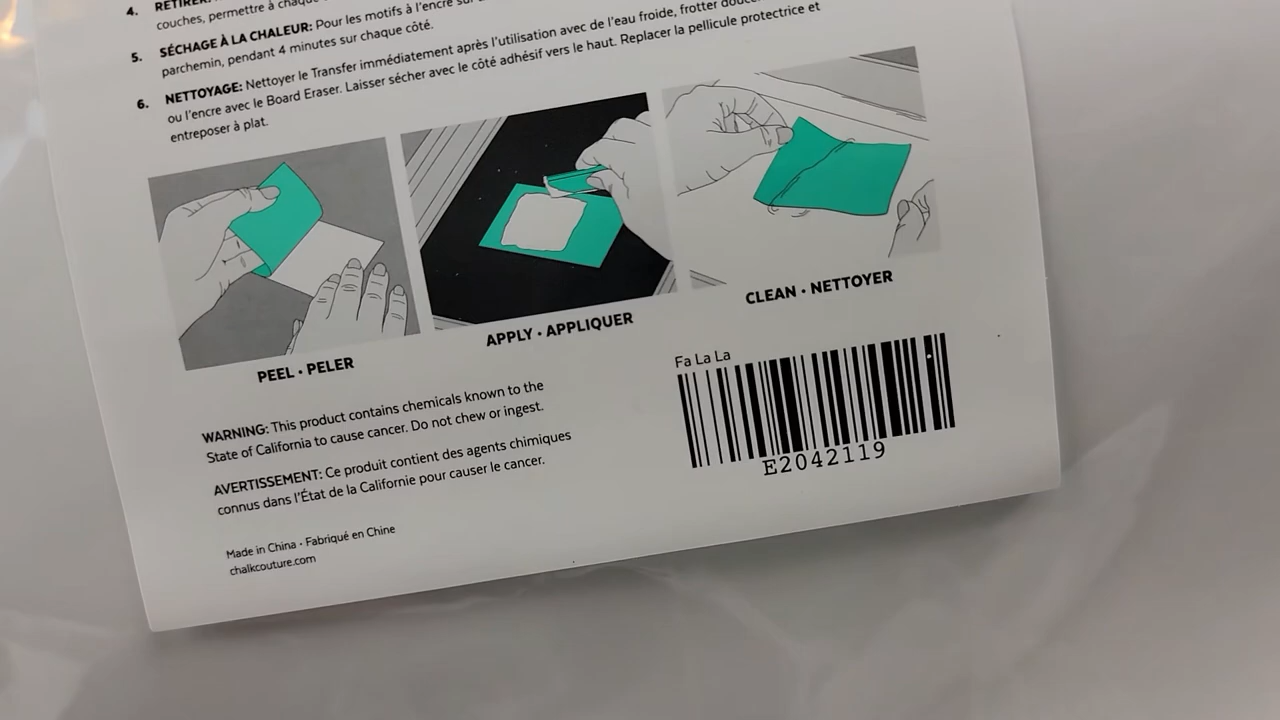 4. RETIRER:
couches, permettre à chaque
5. SÉCHAGE À LA CHALEUR: Pour les motifs à l'encre sur
parchemin, pendant 4 minutes sur chaque côté.
6. NETTOYAGE: Nettoyer le Transfer immédiatement après l'utilisation avec de l'eau froide, frotter
ou l'encre avec le Board Eraser. Laisser sécher avec le côté adhésif vers le haut. Replacer la pellicule protectrice et
entreposer à plat.
PEEL • PELER
APPLY • APPLIQUER
CLEAN • NETTOYER
Fa La La
E2042119
WARNING: This product contains chemicals known to the
State of California to cause cancer. Do not chew or ingest.
AVERTISSEMENT: Ce produit contient des agents chimiques
connus dans l'État de la Californie pour causer le cancer.
Made in China • Fabriqué en Chine
chalkcouture.com